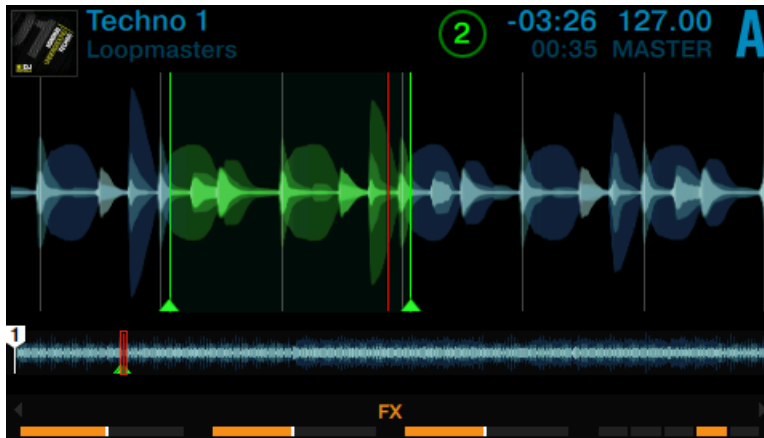 Techno 1
Loopmasters
2
-03:26 127.00
00:35 MASTER
A
1
FX